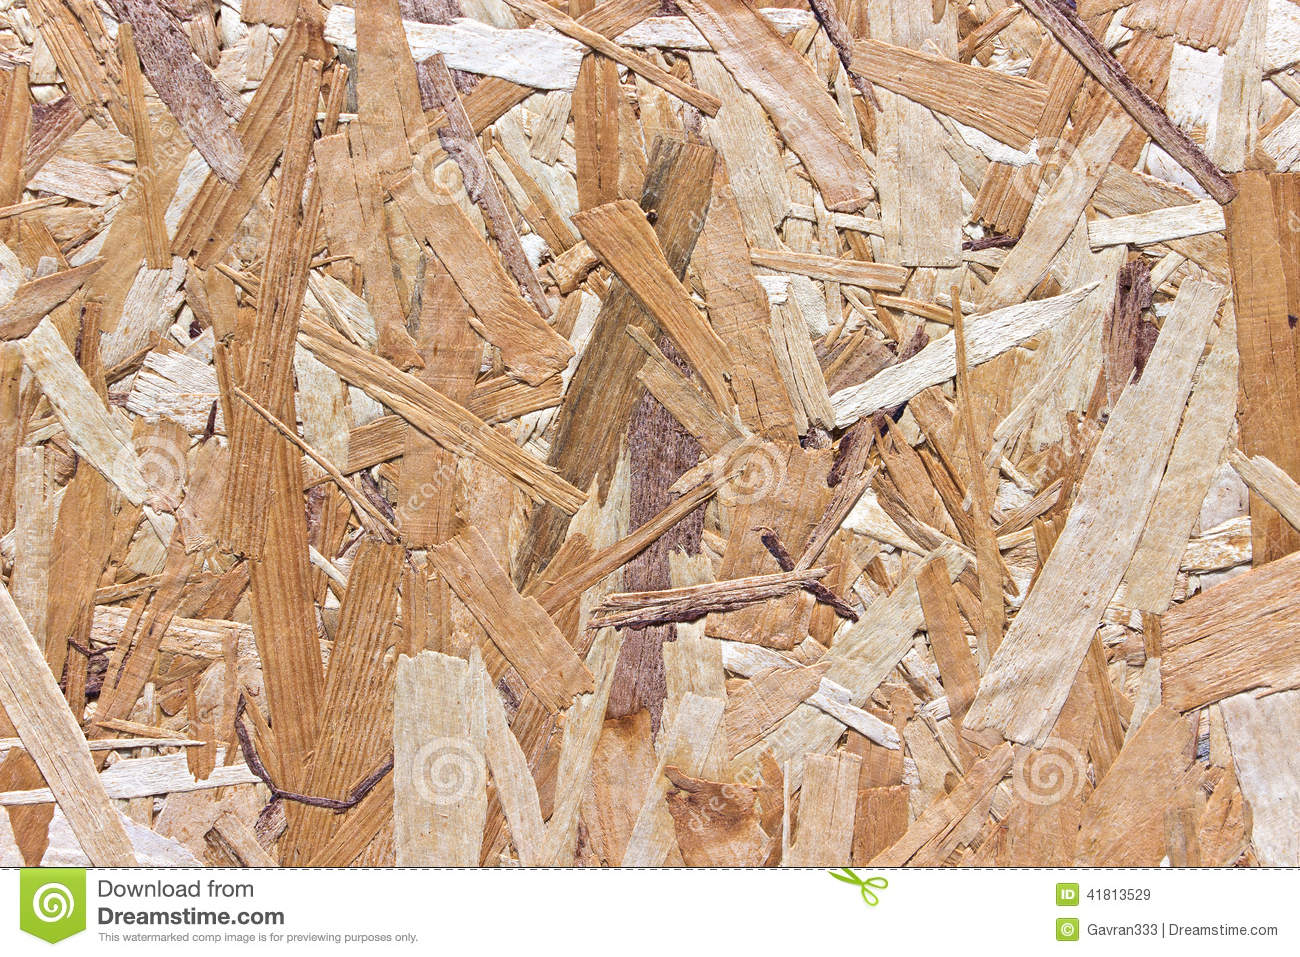 Download from
Dreamstime.com
This watermarked comp image is for previewing purposes only.
ID 41813529
© Gavran333 | Dreamstime.com